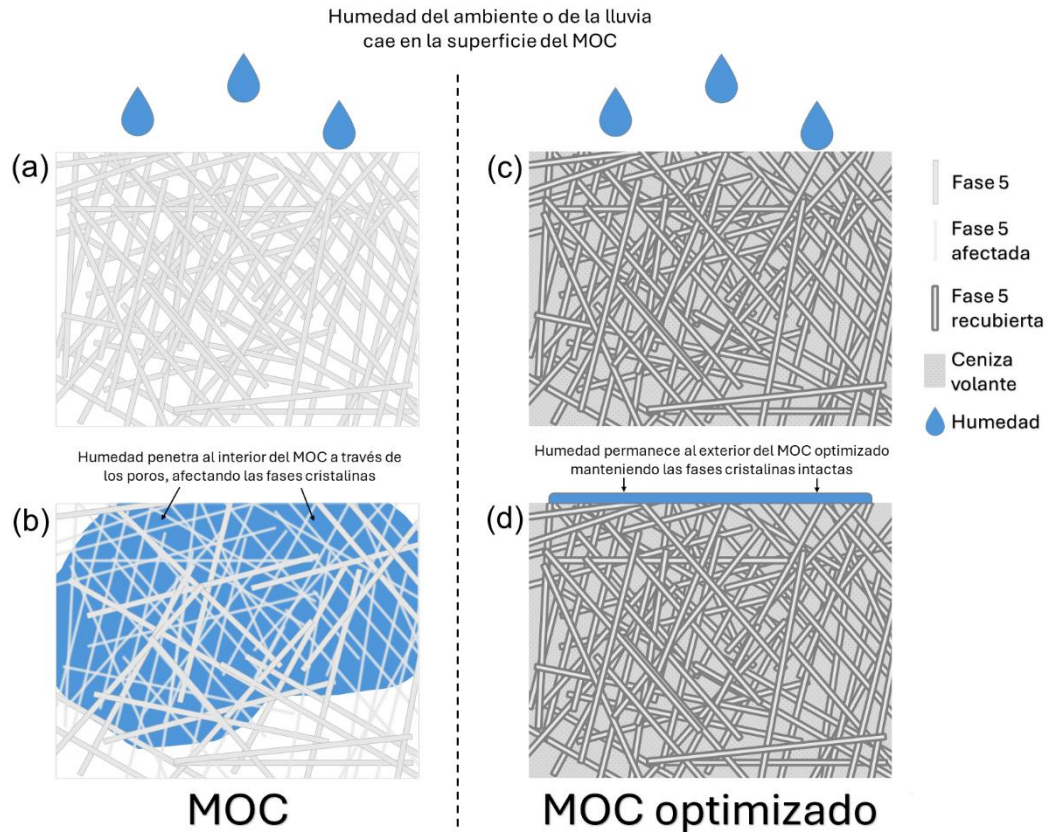 Humedad del ambiente o de la lluvia
cae en la superficie del MOC
(a)
(c)
Fase 5
Fase 5
afectada
Fase 5
recubierta
Ceniza
volante
Humedad
Humedad penetra al interior del MOC a través de
los poros, afectando las fases cristalinas
Humedad permanece al exterior del MOC optimizado
manteniendo las fases cristalinas intactas
(b)
(d)
MOC
MOC optimizado